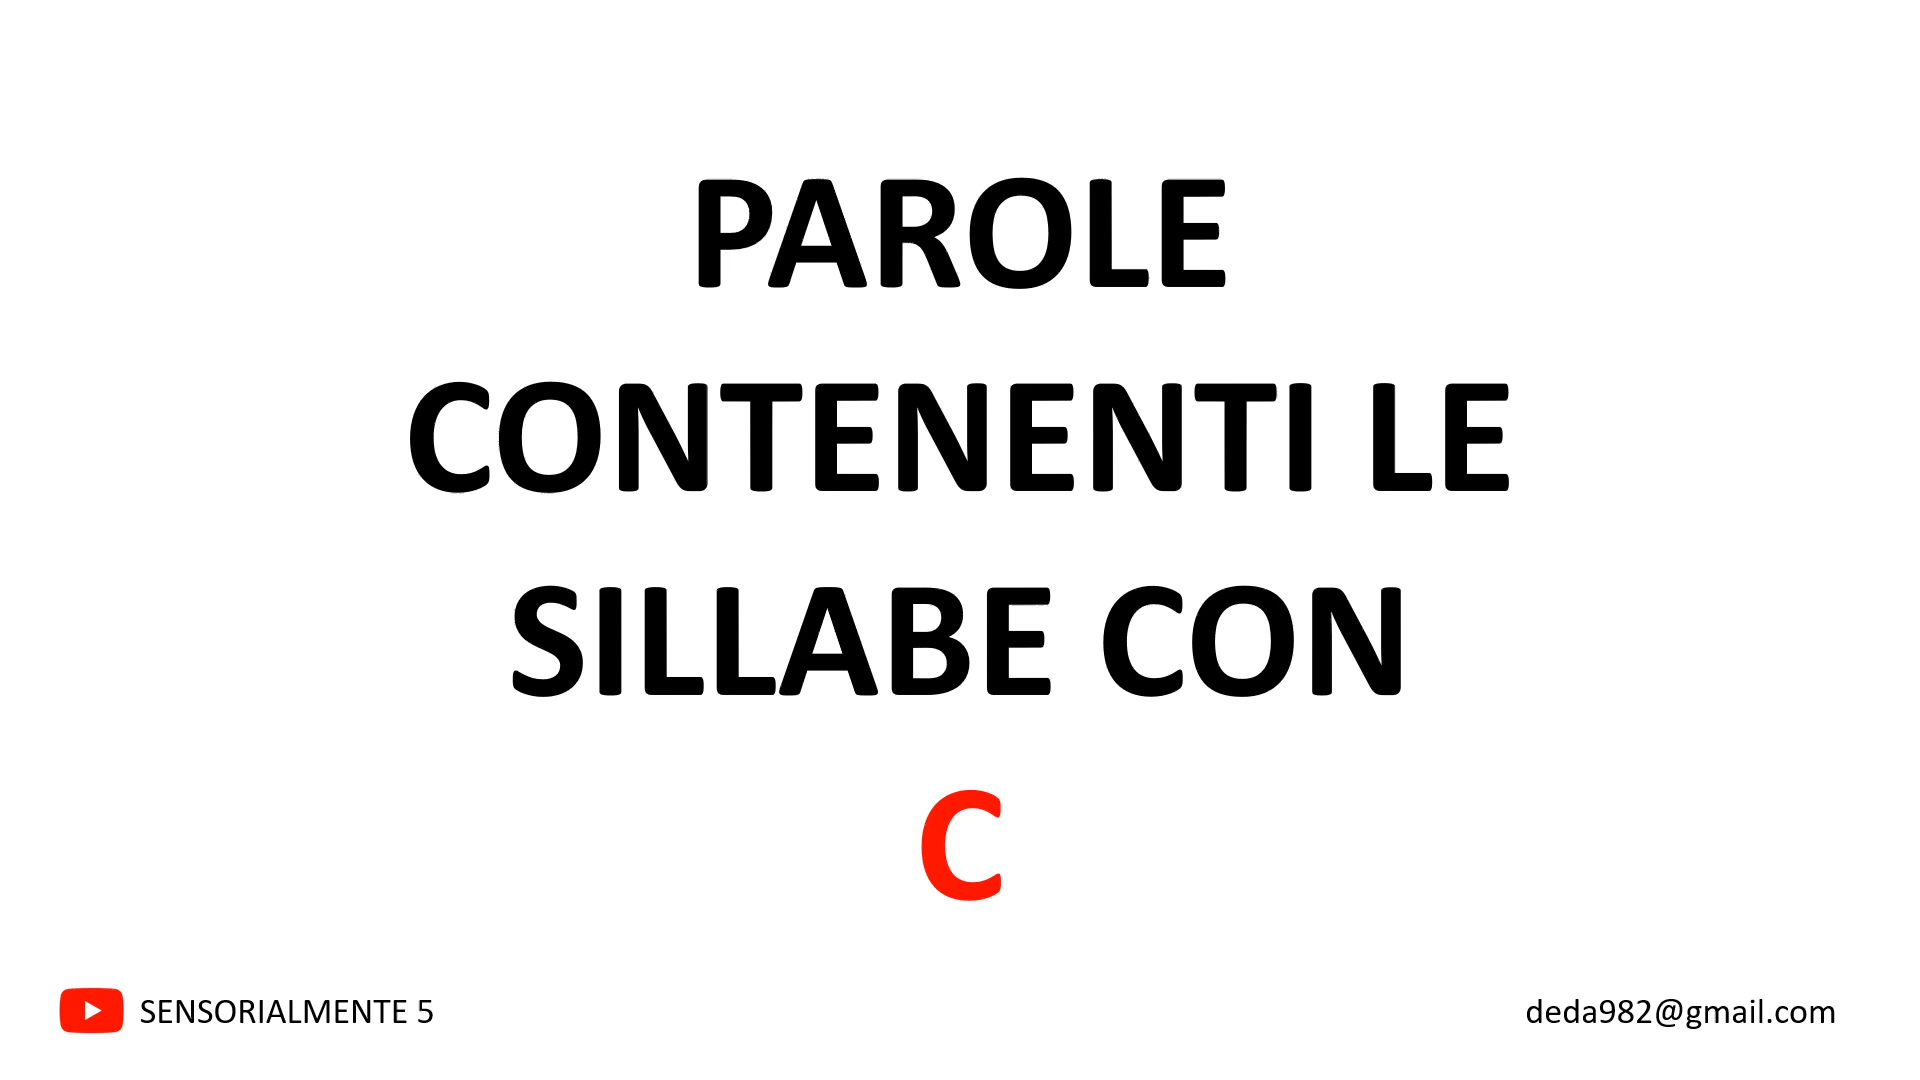 PAROLE
CONTENENTI LE
SILLABE CON
C
SENSORIALMENTE 5
deda982@gmail.com